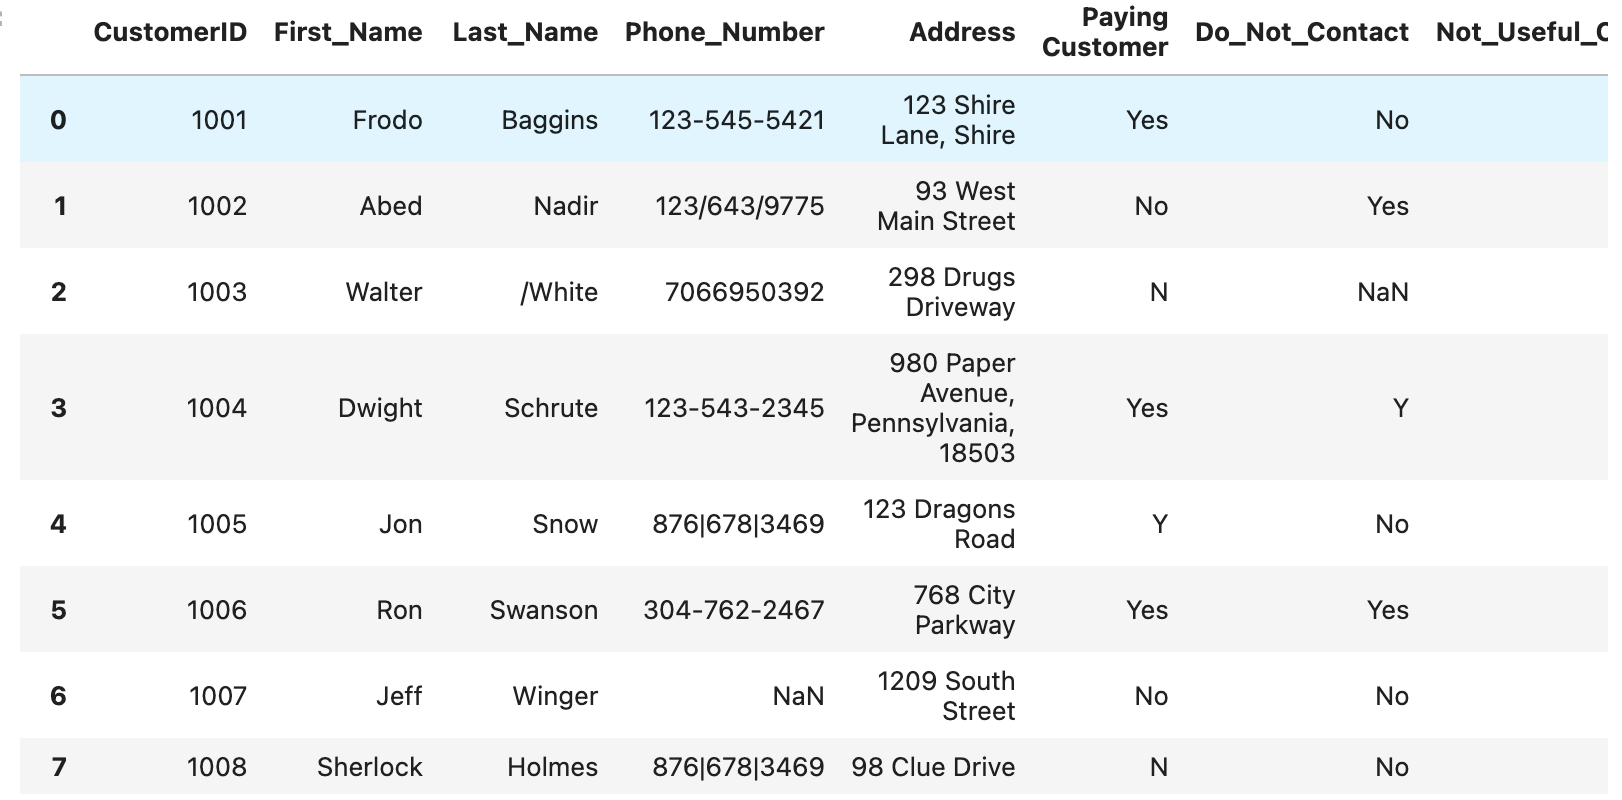 CustomerID First_Name Last_Name Phone_Number Address Paying Customer Do_Not_Contact Not_Useful_C
0 1001 Frodo Baggins 123-545-5421 123 Shire Lane, Shire Yes No
1 1002 Abed Nadir 123/643/9775 93 West Main Street No Yes
2 1003 Walter /White 7066950392 298 Drugs Driveway N NaN
3 1004 Dwight Schrute 123-543-2345 980 Paper Avenue, Pennsylvania, 18503 Yes Y
4 1005 Jon Snow 876|678|3469 123 Dragons Road Y No
5 1006 Ron Swanson 304-762-2467 768 City Parkway Yes Yes
6 1007 Jeff Winger NaN 1209 South Street No No
7 1008 Sherlock Holmes 876|678|3469 98 Clue Drive N No